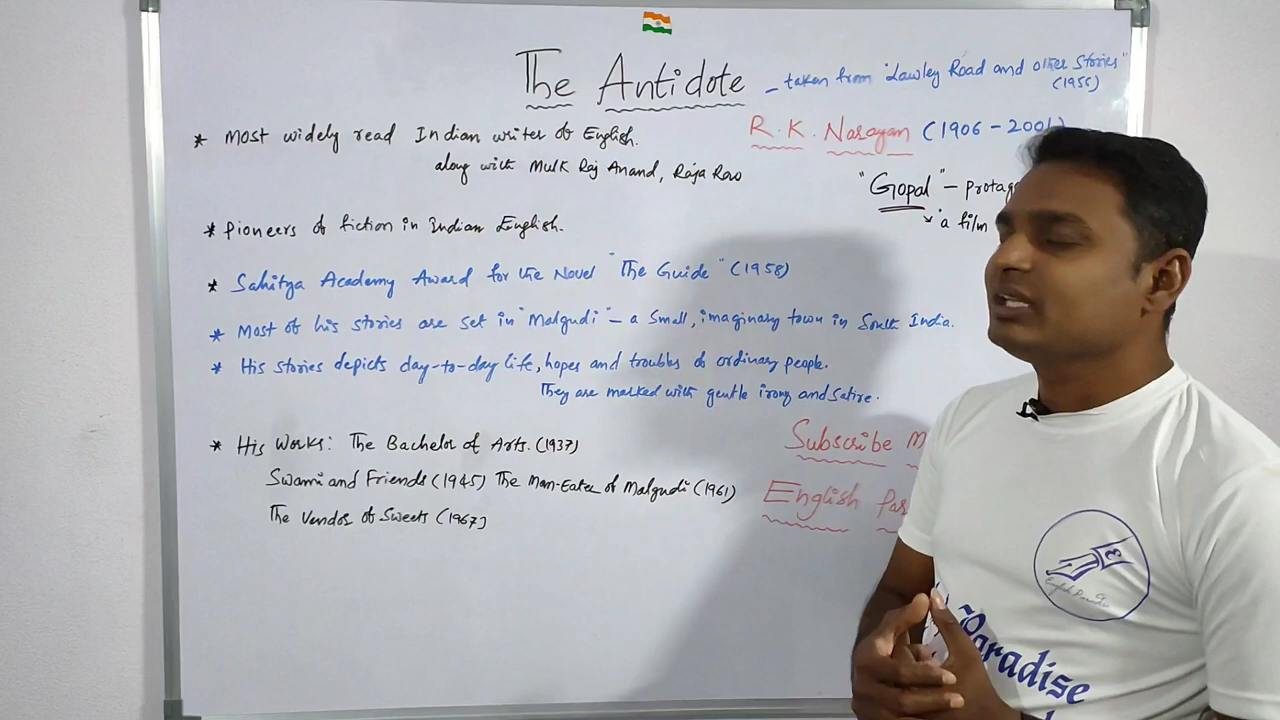 The Antidote
_ taken from "Lawley Road and other Stories"
(1956)
* Most widely read Indian writer of English.
along with Mulk Raj Anand, Raja Rao
R. K. Narayan (1906 - 2001)
"Gopal" - protag
a film
* Pioneers of fiction in Indian English.
* Sahitya Academy Award for the Novel "The Guide" (1958)
* Most of his stories are set in "Malgudi" - a small, imaginary town in South India.
* His stories depicts day-to-day life, hopes and troubles of ordinary people.
They are marked with gentle irony and satire.
* His Works: The Bachelor of Arts. (1937)
Swami and Friends (1945) The Man-Eater of Malgudi (1961)
The Vendor of Sweets (1967)
Subscribe M
English Par
English Paradise
Paradise